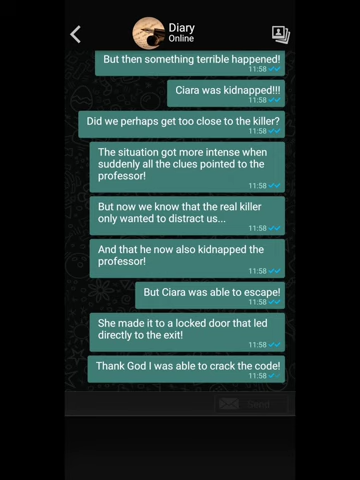 Diary
Online
But then something terrible happened!
11:58
Ciara was kidnapped!!!
11:58
Did we perhaps get too close to the killer?
11:58
The situation got more intense when
suddenly all the clues pointed to the
professor!
11:58
But now we know that the real killer
only wanted to distract us...
11:58
And that he now also kidnapped the
professor!
11:58
But Ciara was able to escape!
11:58
She made it to a locked door that led
directly to the exit!
11:58
Thank God I was able to crack the code!
11:58
Send